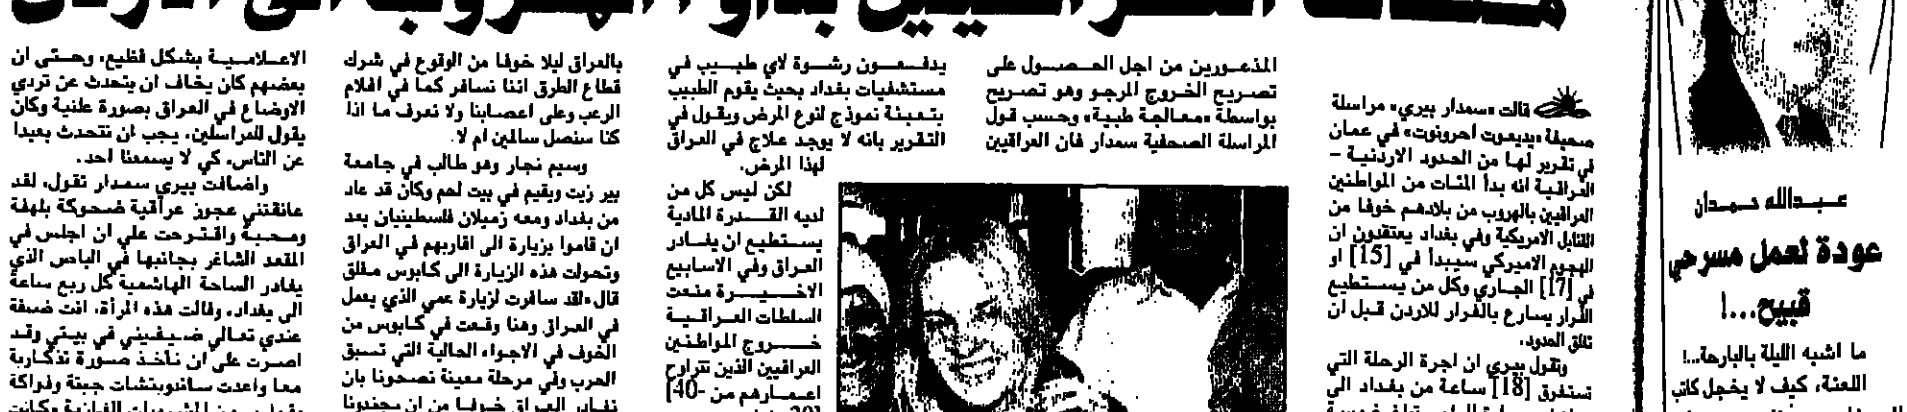 مئات العراقيين بدأوا الهروب الى الاردن
قالت «سمدار بيري» مراسلة
صحيفة «يديعوت احرونوت» في عمان
في تقرير لها من الحدود الاردنية -
العراقية انه بدأ المئات من المواطنين
العراقيين بالهروب من بلادهم خوفا من
القنابل الامريكية وفي بغداد يعتقدون ان
الهجوم الاميركي سيبدأ في [15] او
في [17] الجاري وكل من يستطيع
الفرار يسارع بالفرار للاردن قبل ان
تغلق الحدود.
وتقول بيري ان اجرة الرحلة التي
تستغرق [18] ساعة من بغداد الى
المذعورين من اجل الحصول على
تصريح الخروج المرجو وهو تصريح
بواسطة «معالجة طبية» وحسب قول
المراسلة الصحفية سمدار فان العراقيين
يدفعون رشوة لاي طبيب في
مستشفيات بغداد بحيث يقوم الطبيب
بتعبئة نموذج لنوع المرض ويقول في
التقرير بانه لا يوجد علاج في العراق
لهذا المرض.
لكن ليس كل من
لديه القدرة المادية
يستطيع ان يغادر
العراق وفي الاسابيع
الاخيرة منعت
السلطات العراقية
خروج المواطنين
العراقيين الذين تتراوح
اعمارهم من [40-
بالعراق ليلا خوفا من الوقوع في شرك
قطاع الطرق اننا نسافر كما في افلام
الرعب وعلى اعصابنا ولا نعرف ما اذا
كنا سنصل سالمين ام لا.
وسيم نجار وهو طالب في جامعة
بير زيت ويقيم في بيت لحم وكان قد عاد
من بغداد ومعه زميلان فلسطينيان بعد
ان قاموا بزيارة الى اقاربهم في العراق
وتحولت هذه الزيارة الى كابوس مقلق
قال «لقد سافرت لزيارة عمي الذي يعمل
في العراق وهنا وقعت في كابوس من
الخوف في الاجواء الحالية التي تسبق
الحرب وفي مرحلة معينة نصحونا بان
نغادر العراق خوفا من ان يجندونا
الاعلامية بشكل فظيع، وحتى ان
بعضهم كان يخاف ان يتحدث عن تردي
الاوضاع في العراق بصورة علنية وكان
يقول للمراسلين، يجب ان نتحدث بعيدا
عن الناس، كي لا يسمعنا احد.
واضافت بيري سمدار تقول، لقد
عانقتني عجوز عراقية ضحوكة بلهفة
ومحبة واقترحت علي ان اجلس في
المقعد الشاغر بجانبها في الباص الذي
يغادر الساحة الهاشمية كل ربع ساعة
الى بغداد، وقالت هذه المرأة، انت ضيفة
عندي تعالي ضيفيني في بيتي وقد
اصرت على ان نأخذ صورة تذكارية
معا واعدت ساندويتشات جبنة وفواكة
عبدالله حمدان
عودة لعمل مسرحي
قبيح...!
ما اشبه الليلة بالبارحة..!
اللعنة، كيف لا يخجل كاتب